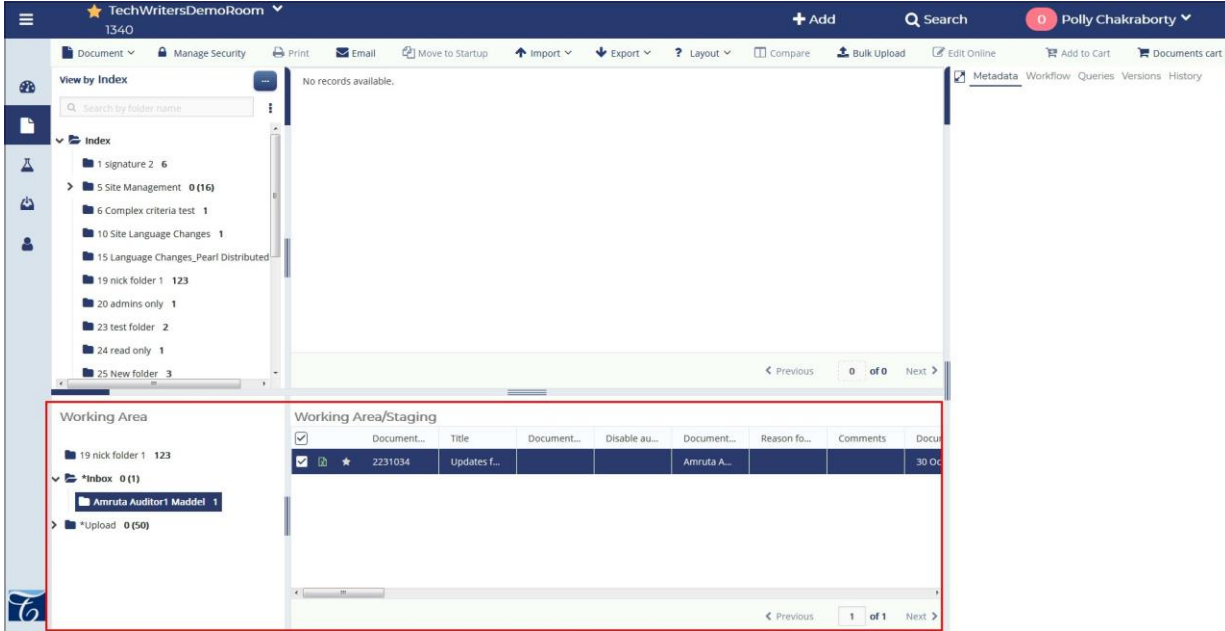 TechWritersDemoRoom
1340
Add
Search
0 Polly Chakraborty
Document
Manage Security
Print
Email
Move to Startup
Import
Export
? Layout
Compare
Bulk Upload
Edit Online
Add to Cart
Documents cart
View by Index
...
Search by folder name
Index
1 signature 2 6
5 Site Management 0 (16)
6 Complex criteria test 1
10 Site Language Changes 1
15 Language Changes_Pearl Distributed
19 nick folder 1 123
20 admins only 1
23 test folder 2
24 read only 1
25 New folder 3
No records available.
Previous 0 of 0 Next
Metadata Workflow Queries Versions History
Working Area
19 nick folder 1 123
*Inbox 0 (1)
Amruta Auditor1 Maddel 1
*Upload 0 (50)
Working Area/Staging
Document... Title Document... Disable au... Document... Reason fo... Comments Docu
2231034 Updates f... Amruta A... 30 Oc
Previous 1 of 1 Next